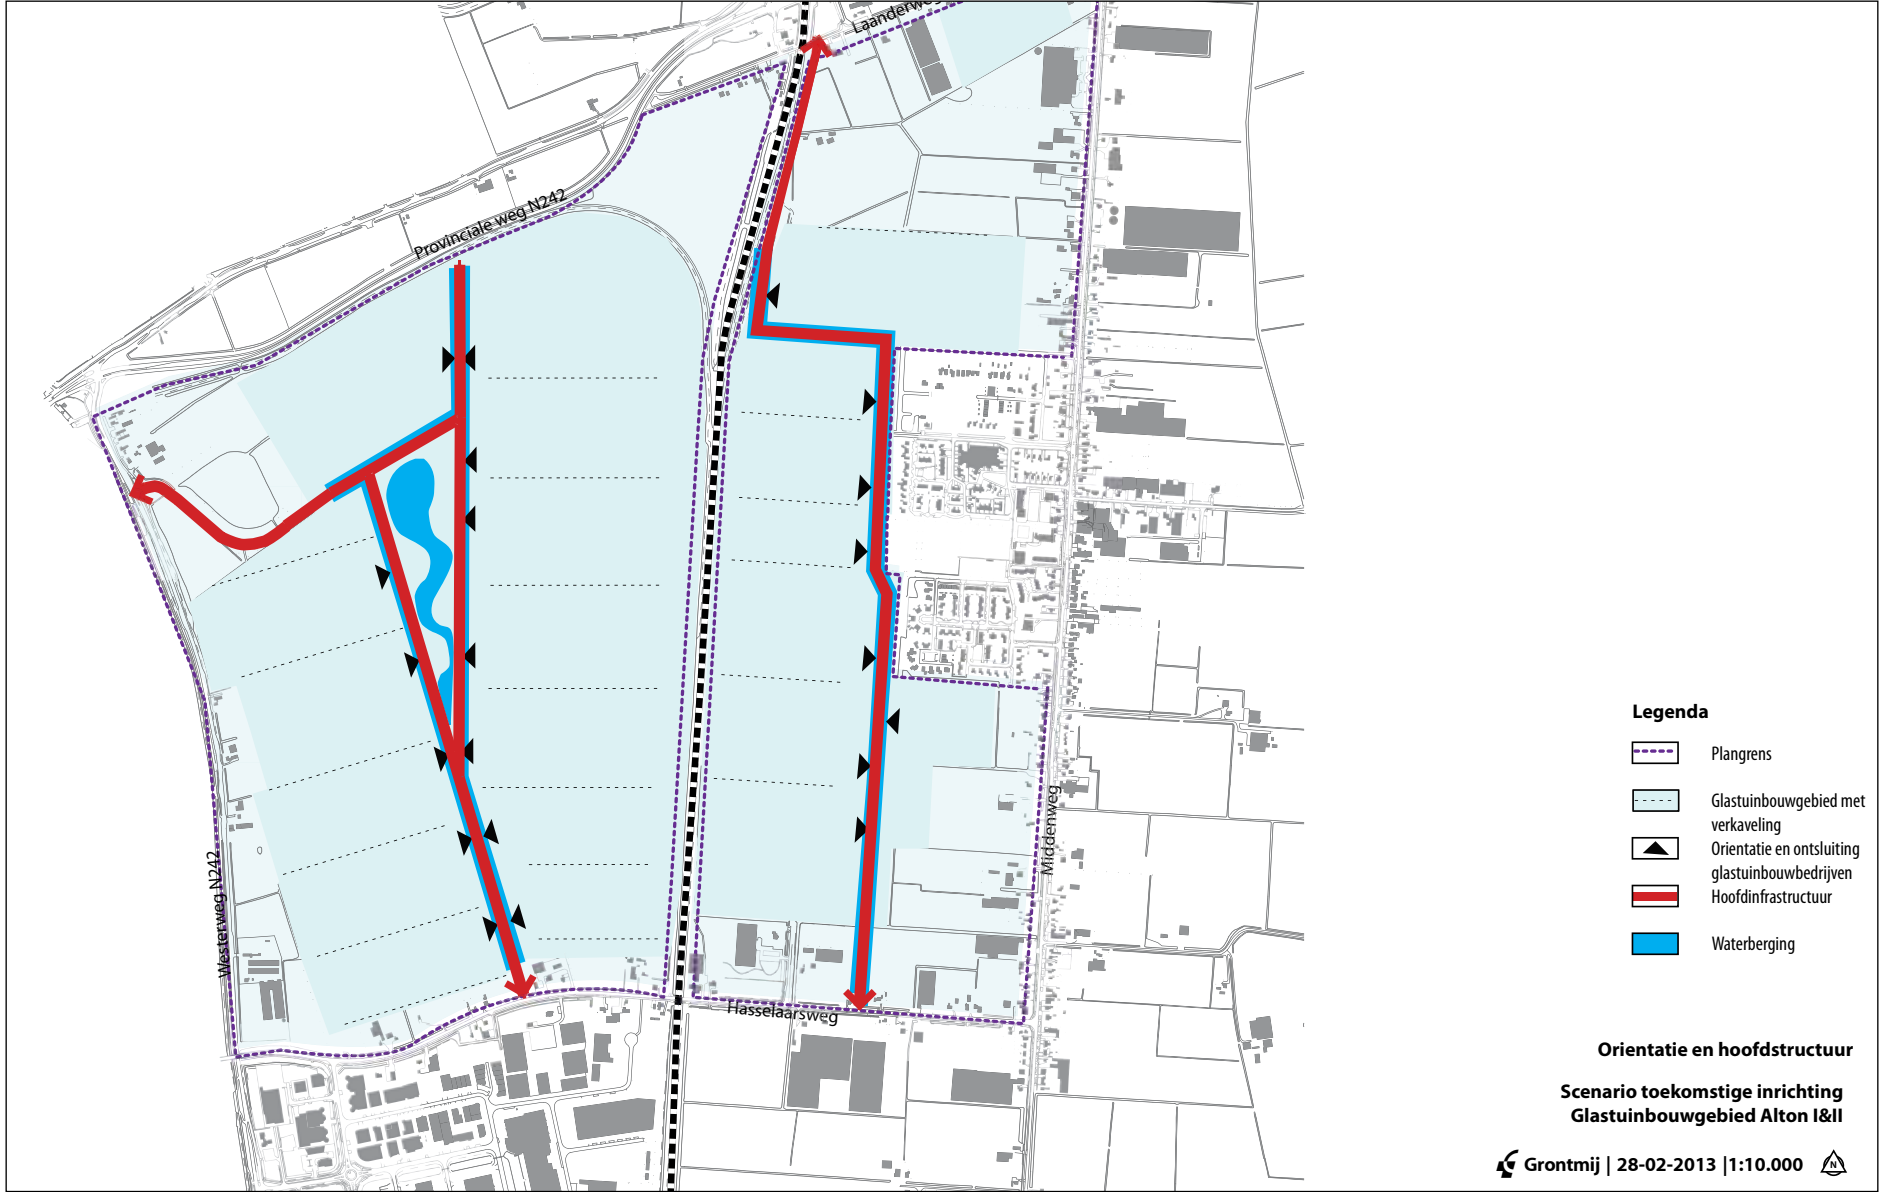 Laanderweg
Provinciale weg N242
Westerweg N242
Middenweg
Hasselaarsweg
Legenda
Plangrens
Glastuinbouwgebied met
verkaveling
Orientatie en ontsluiting
glastuinbouwbedrijven
Hoofdinfrastructuur
Waterberging
Orientatie en hoofdstructuur
Scenario toekomstige inrichting
Glastuinbouwgebied Alton I&II
Grontmij | 28-02-2013 |1:10.000
N